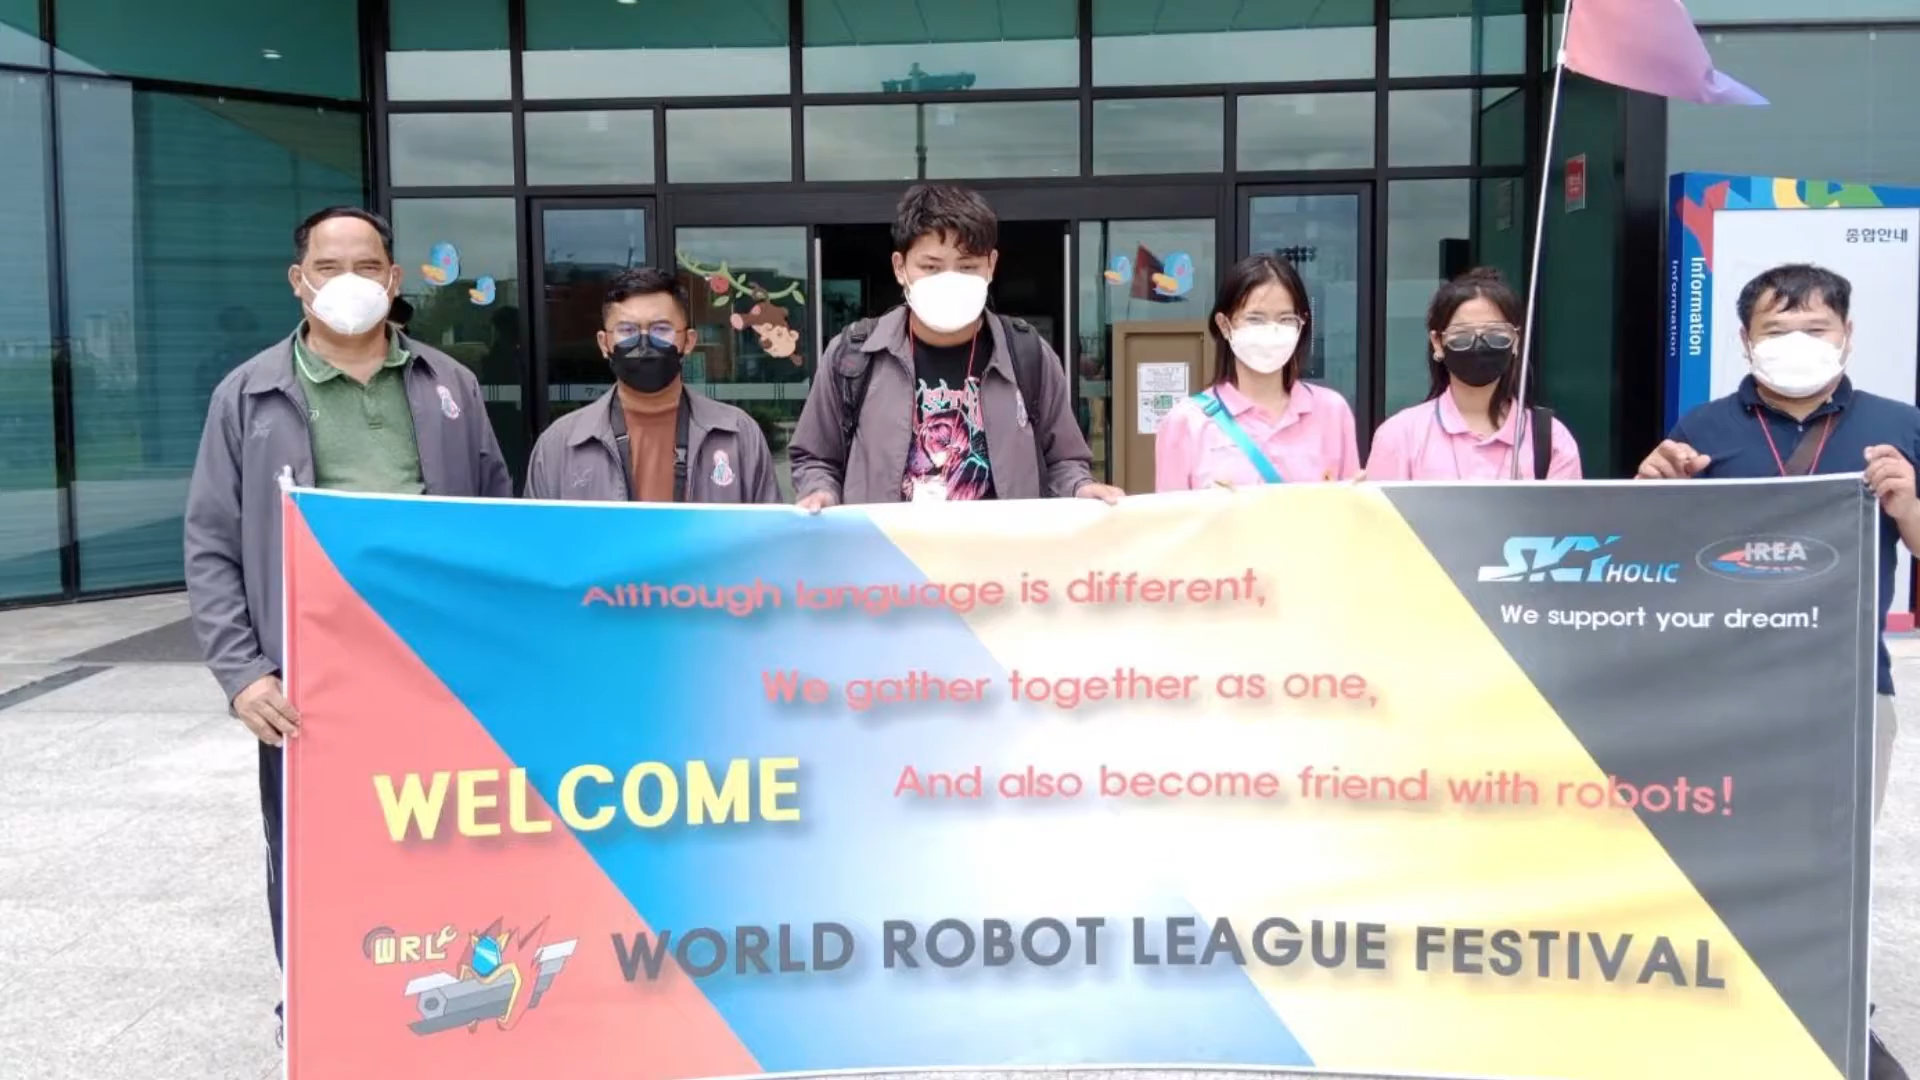 종합안내
Information
Information
SKYHOLIC IREA
We support your dream!
Although language is different,
We gather together as one,
And also become friend with robots!
WELCOME
WRL
WORLD ROBOT LEAGUE FESTIVAL